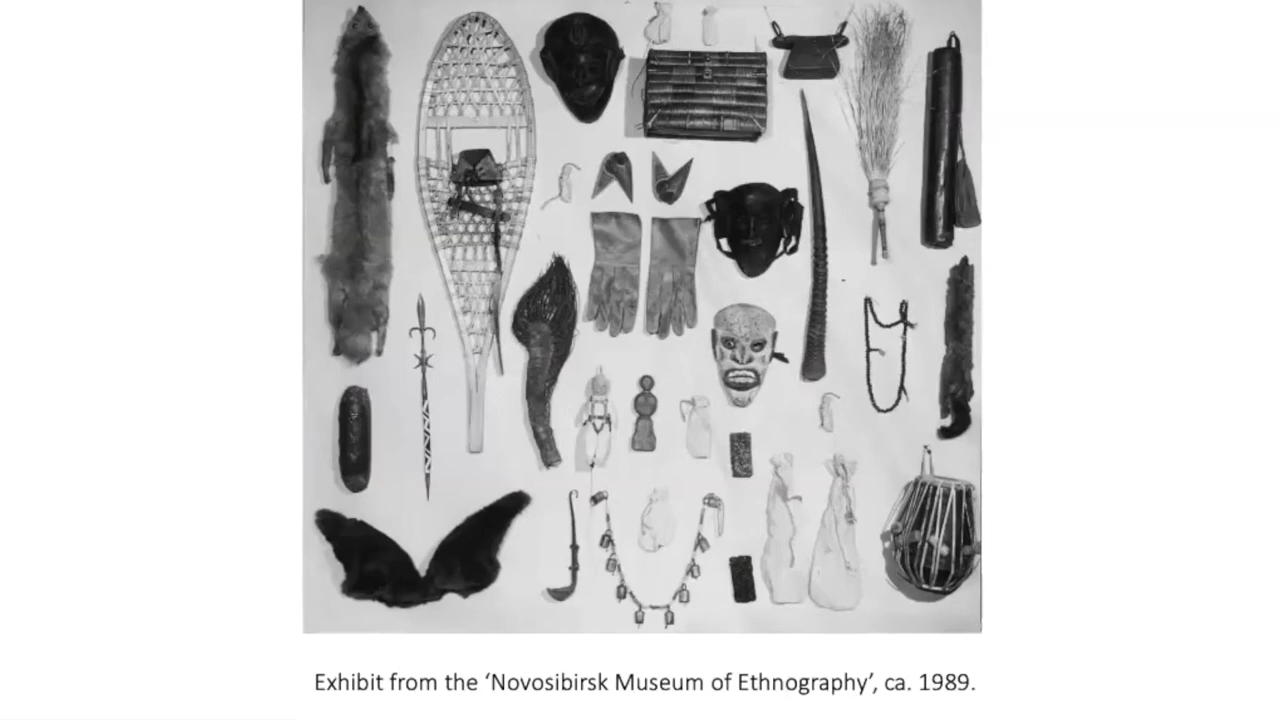 Exhibit from the ‘Novosibirsk Museum of Ethnography’, ca. 1989.